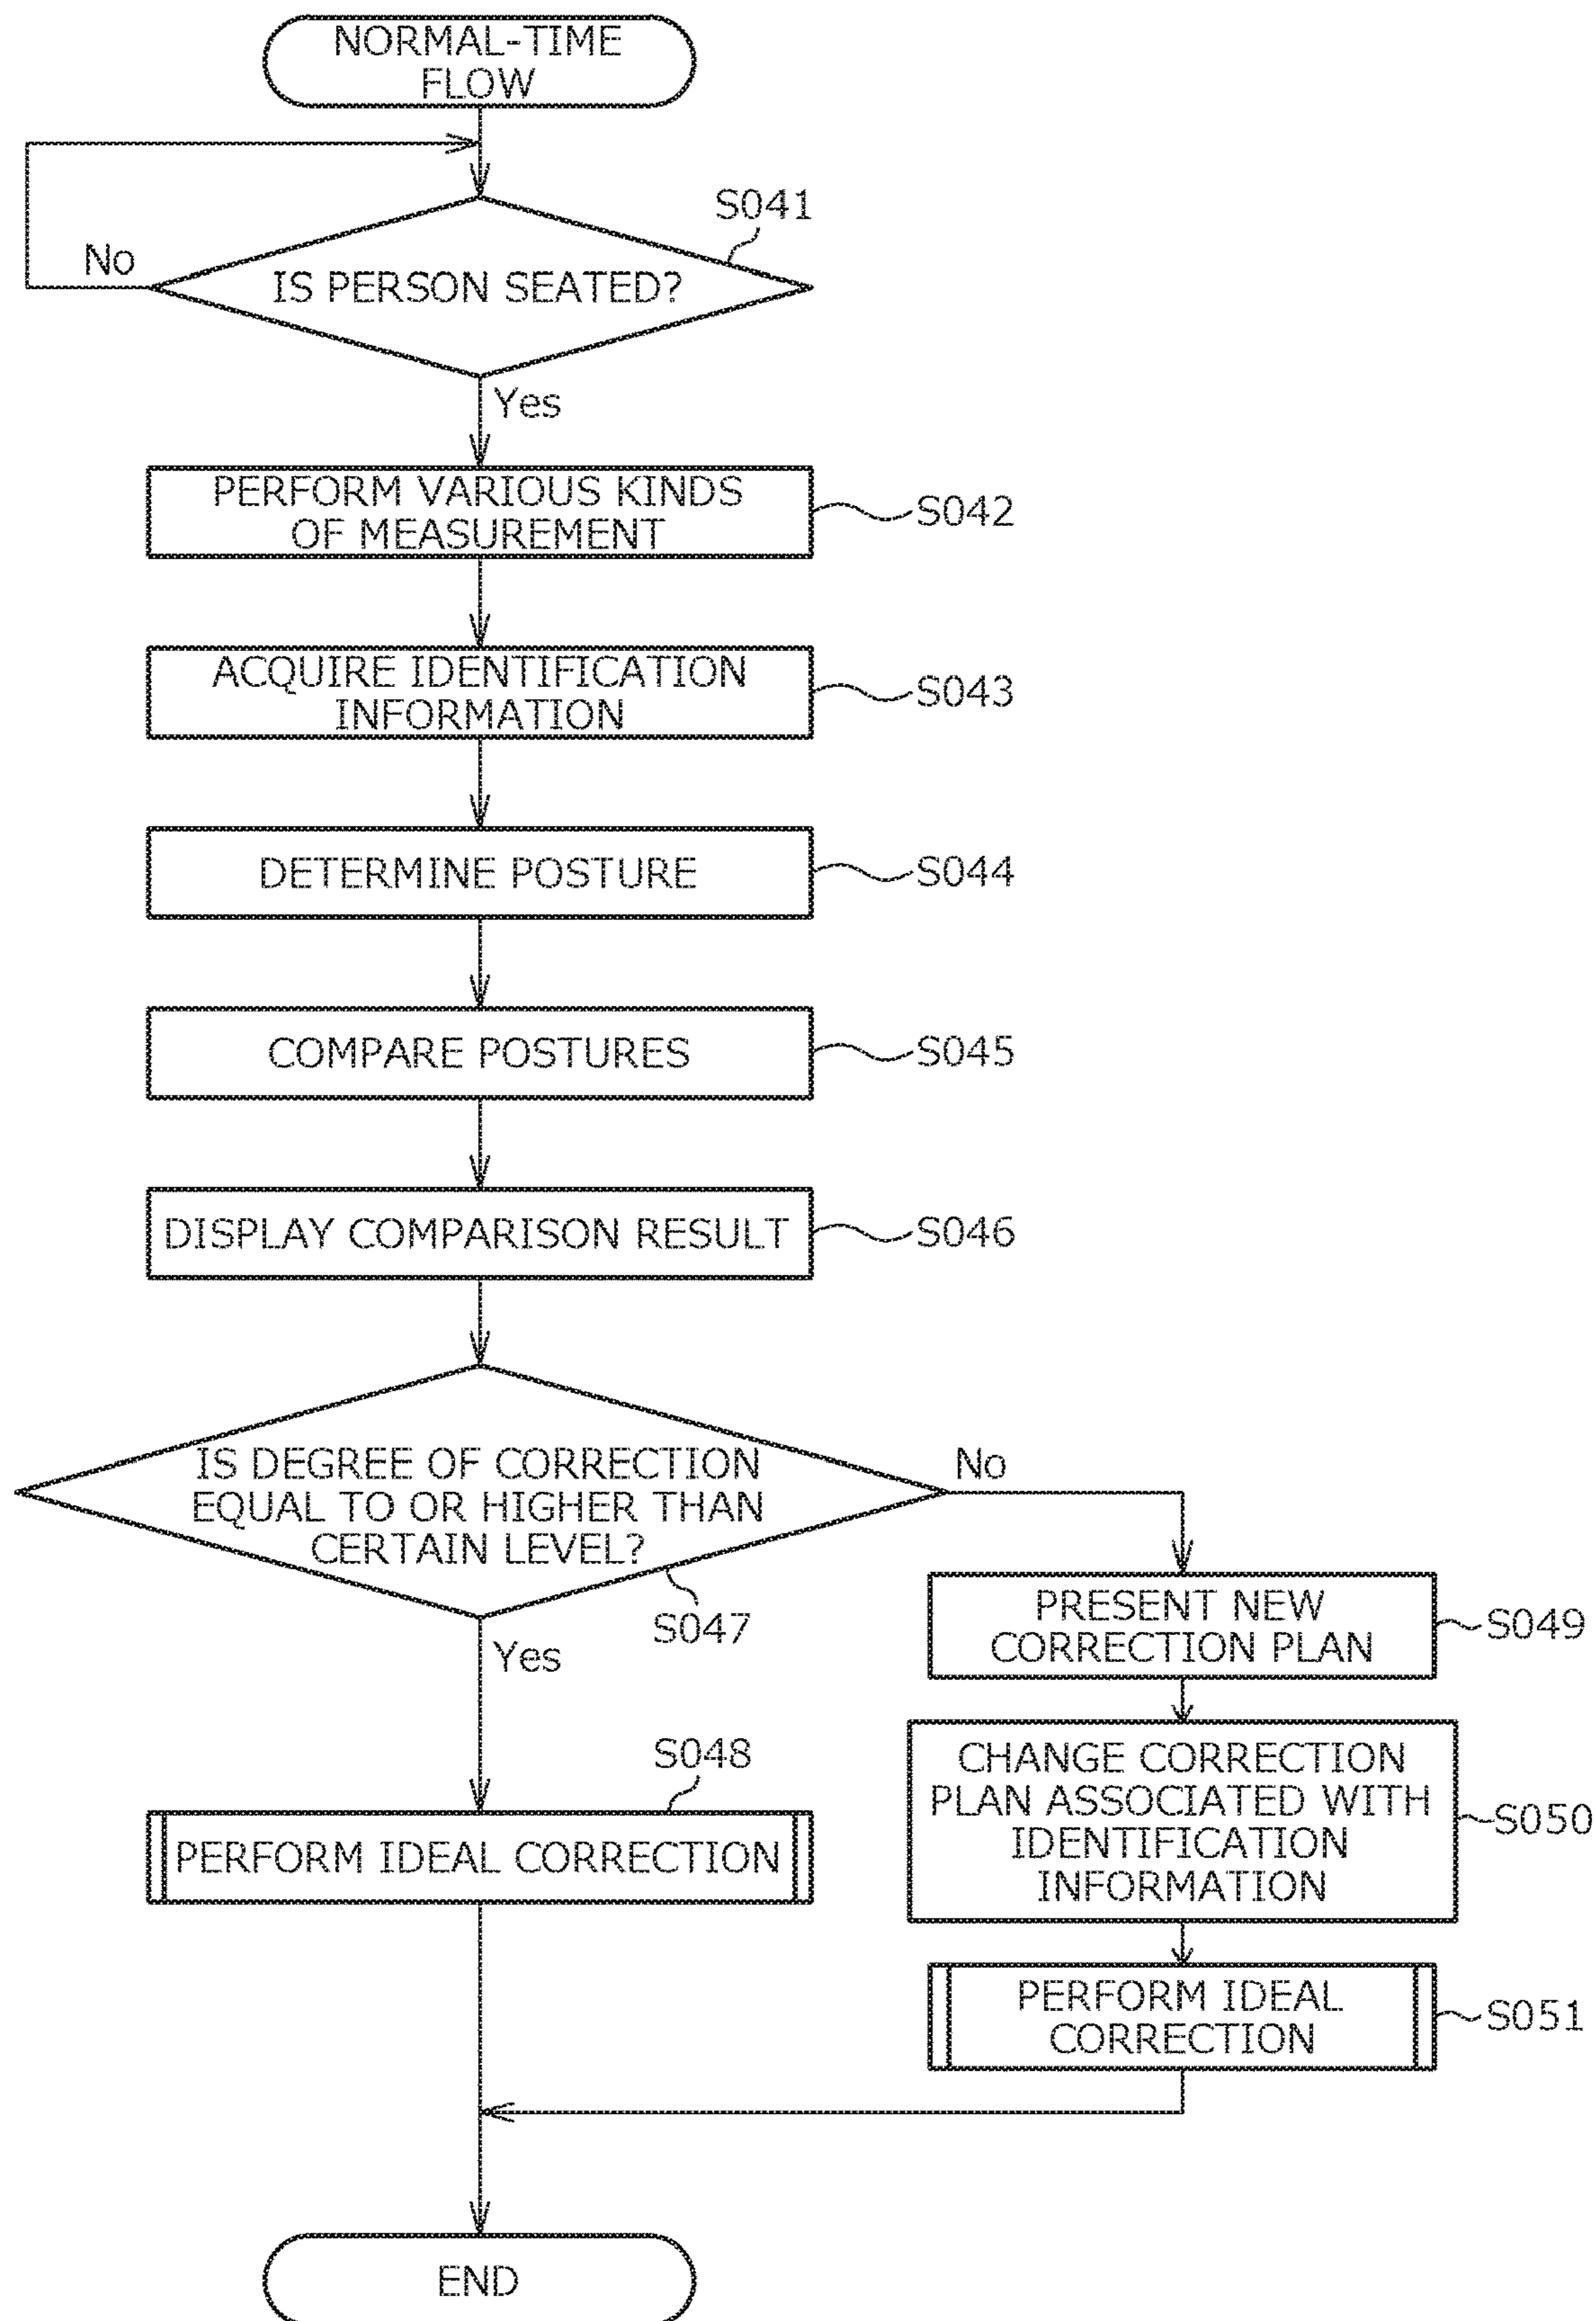 NORMAL-TIME
FLOW
S041
No
IS PERSON SEATED?
Yes
PERFORM VARIOUS KINDS
OF MEASUREMENT
S042
ACQUIRE IDENTIFICATION
INFORMATION
S043
DETERMINE POSTURE
S044
COMPARE POSTURES
S045
DISPLAY COMPARISON RESULT
S046
IS DEGREE OF CORRECTION
EQUAL TO OR HIGHER THAN
CERTAIN LEVEL?
No
S047
Yes
PRESENT NEW
CORRECTION PLAN
S049
S048
PERFORM IDEAL CORRECTION
CHANGE CORRECTION
PLAN ASSOCIATED WITH
IDENTIFICATION
INFORMATION
S050
PERFORM IDEAL
CORRECTION
S051
END